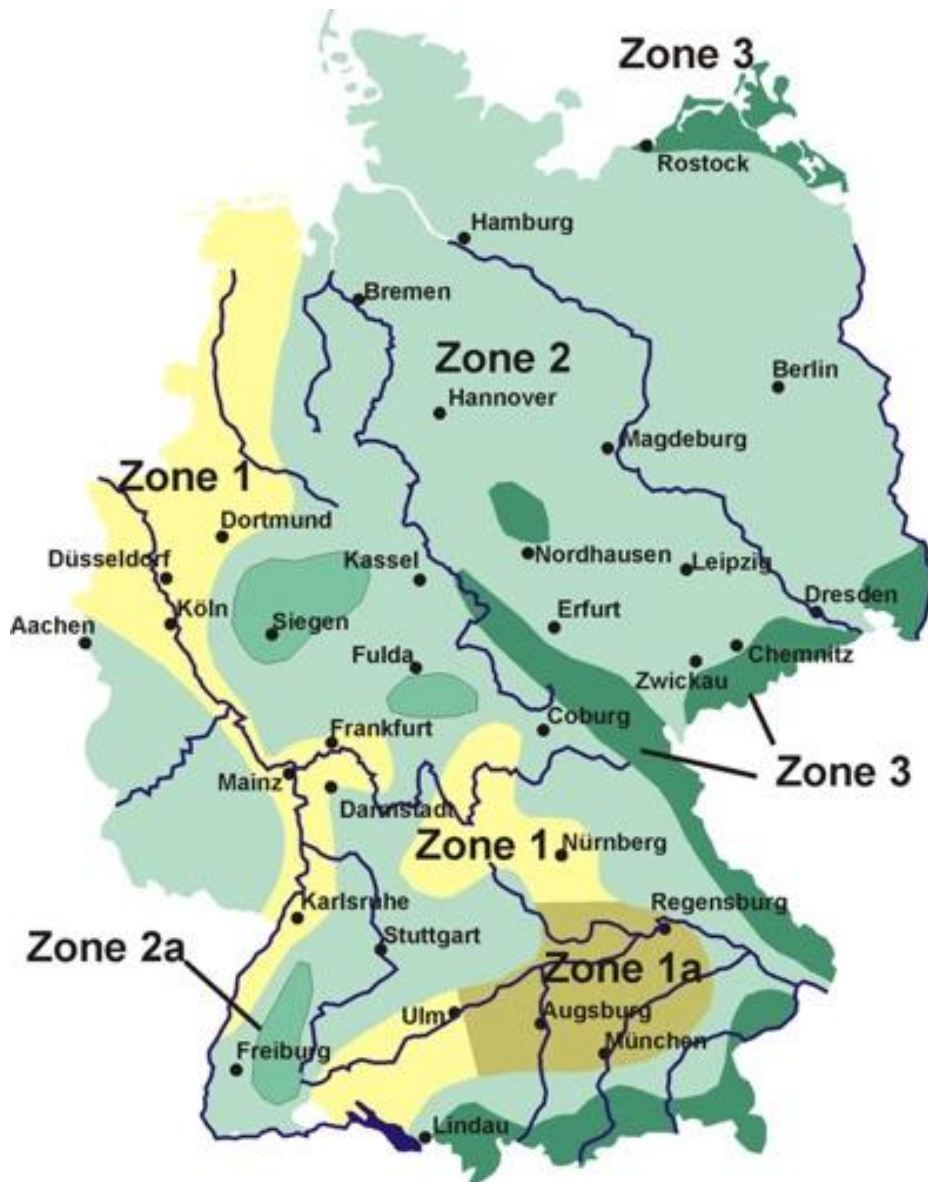 Zone 3
Rostock
Hamburg
Bremen
Zone 2
Berlin
Hannover
Magdeburg
Zone 1
Dortmund
Düsseldorf
Kassel
Nordhausen
Leipzig
Köln
Aachen
Siegen
Erfurt
Dresden
Fulda
Chemnitz
Zwickau
Coburg
Frankfurt
Zone 3
Mainz
Darmstadt
Zone 1
Nürnberg
Karlsruhe
Regensburg
Stuttgart
Zone 2a
Zone 1a
Ulm
Augsburg
Freiburg
München
Lindau